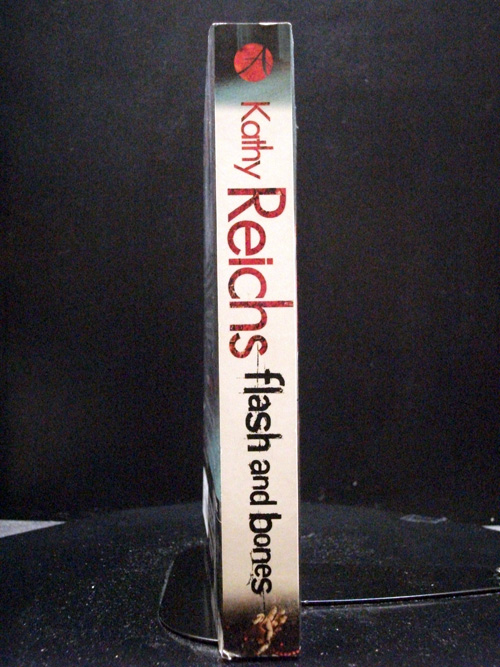 Kathy
Reichs
flash and bones